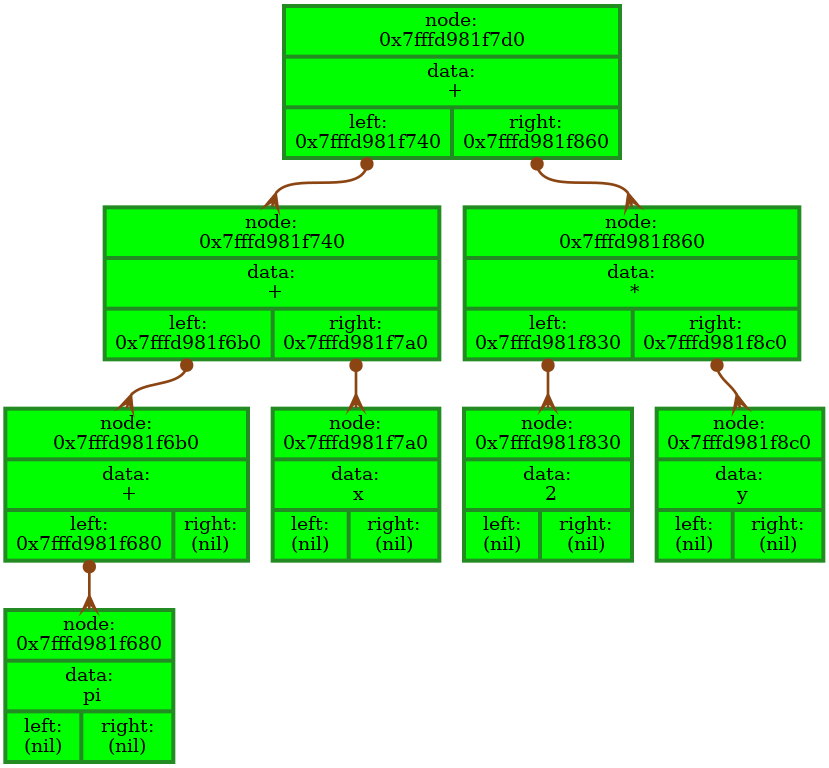 node:
0x7fffd981f7d0
data:
+
left:
0x7fffd981f740
right:
0x7fffd981f860
node:
0x7fffd981f740
data:
+
left:
0x7fffd981f6b0
right:
0x7fffd981f7a0
node:
0x7fffd981f860
data:
*
left:
0x7fffd981f830
right:
0x7fffd981f8c0
node:
0x7fffd981f6b0
data:
+
left:
0x7fffd981f680
right:
(nil)
node:
0x7fffd981f7a0
data:
x
left:
(nil)
right:
(nil)
node:
0x7fffd981f830
data:
2
left:
(nil)
right:
(nil)
node:
0x7fffd981f8c0
data:
y
left:
(nil)
right:
(nil)
node:
0x7fffd981f680
data:
pi
left:
(nil)
right:
(nil)